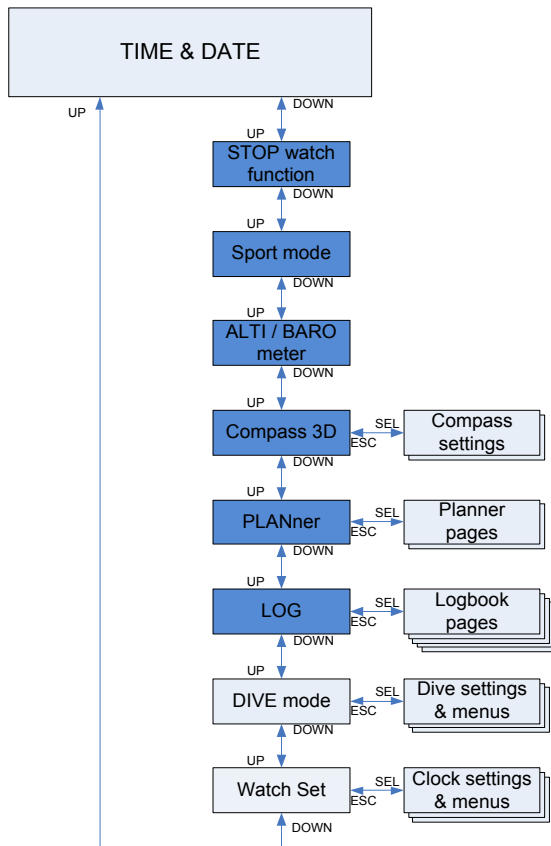 TIME & DATE
UP
DOWN
UP
STOP watch
function
DOWN
UP
Sport mode
DOWN
UP
ALTI / BARO
meter
DOWN
UP
Compass 3D
SEL
ESC
Compass
settings
DOWN
UP
PLANner
SEL
ESC
Planner
pages
DOWN
UP
LOG
SEL
ESC
Logbook
pages
DOWN
UP
DIVE mode
SEL
ESC
Dive settings
& menus
DOWN
UP
Watch Set
SEL
ESC
Clock settings
& menus
DOWN